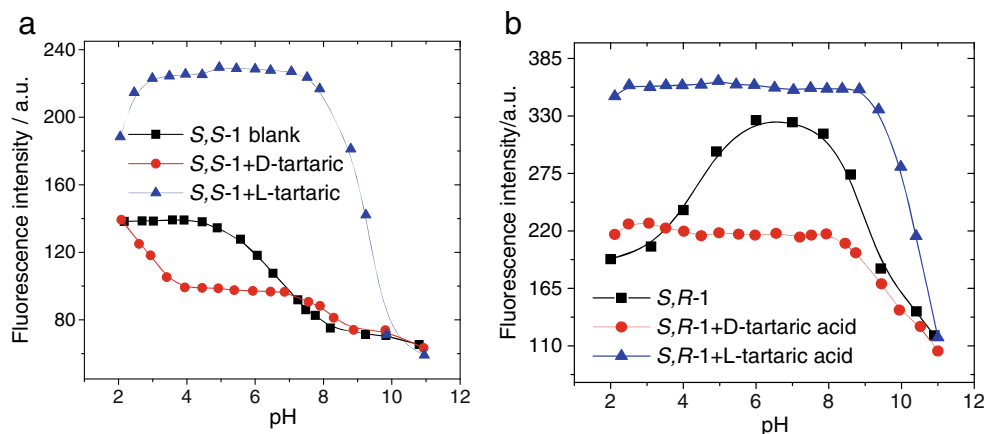 a
Fluorescence intensity / a.u.
240
200
160
120
80
S,S-1 blank
S,S-1+D-tartaric
S,S-1+L-tartaric
2 4 6 8 10 12
pH
b
Fluorescence intensity/a.u.
385
330
275
220
165
110
S,R-1
S,R-1+D-tartaric acid
S,R-1+L-tartaric acid
2 4 6 8 10 12
pH